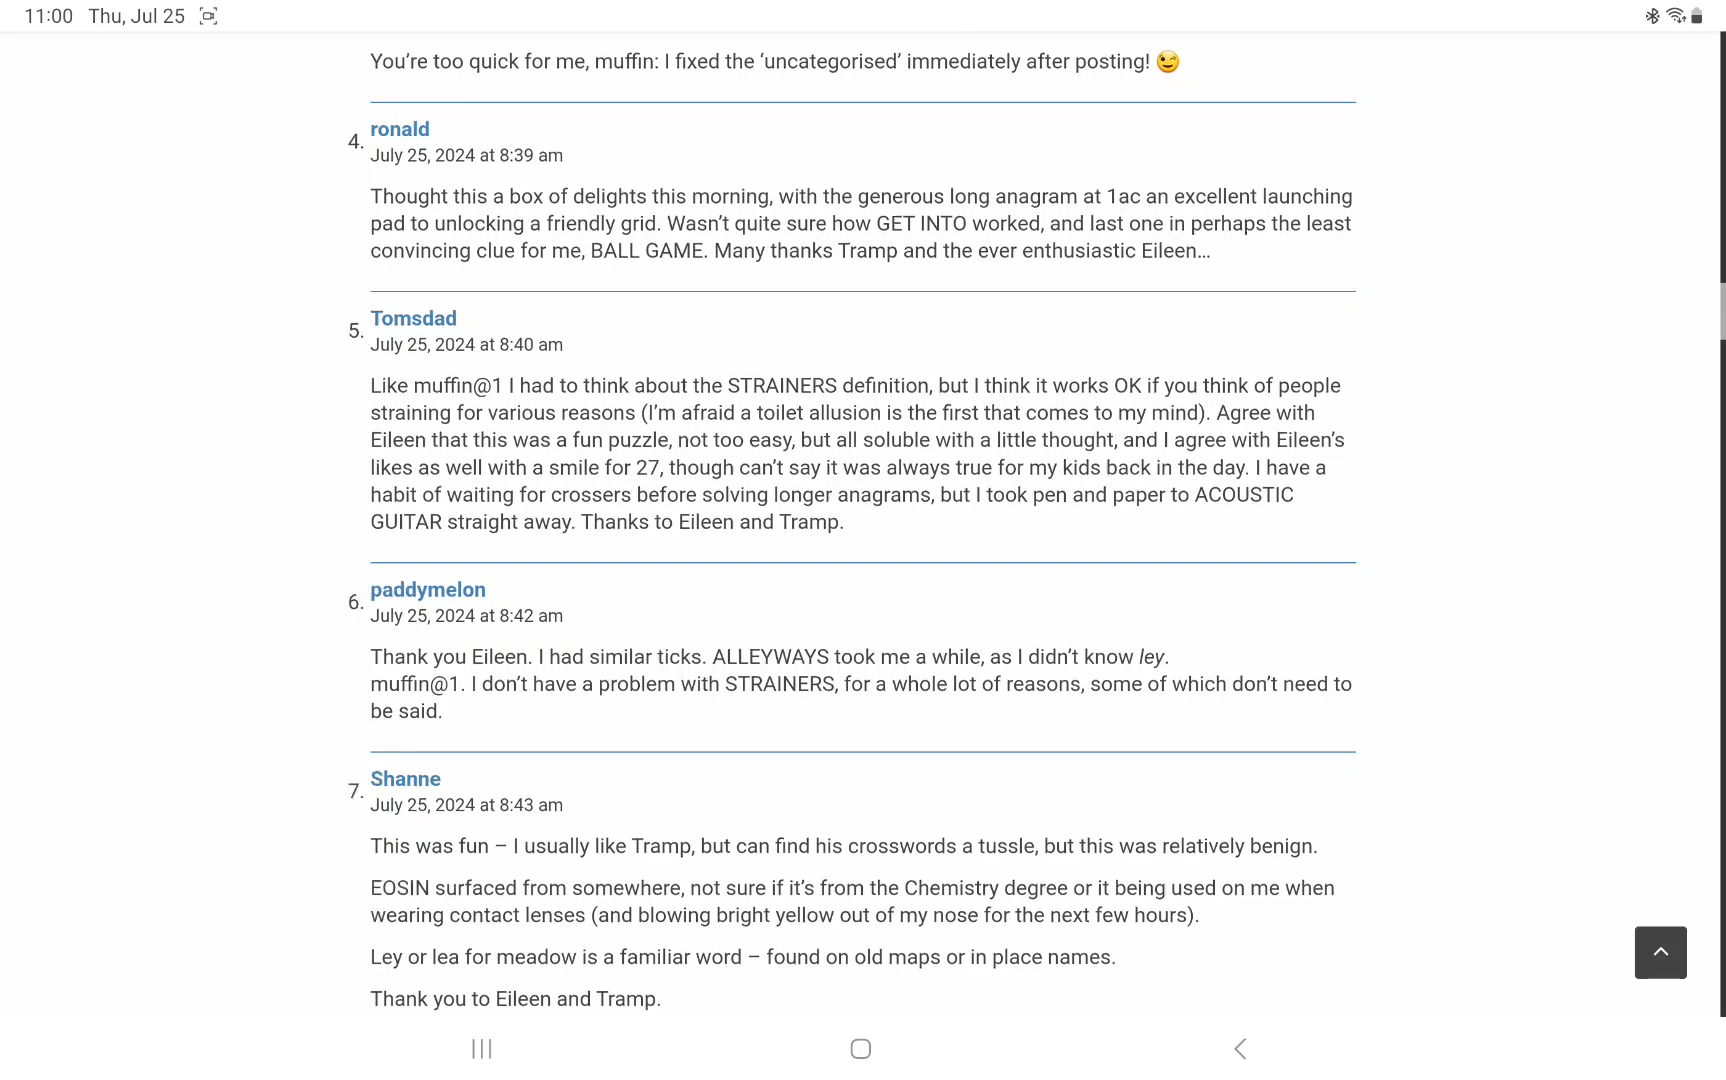 11:00 Thu, Jul 25
You’re too quick for me, muffin: I fixed the ‘uncategorised’ immediately after posting! 😉
4. ronald
July 25, 2024 at 8:39 am
Thought this a box of delights this morning, with the generous long anagram at 1ac an excellent launching
pad to unlocking a friendly grid. Wasn’t quite sure how GET INTO worked, and last one in perhaps the least
convincing clue for me, BALL GAME. Many thanks Tramp and the ever enthusiastic Eileen…
5. Tomsdad
July 25, 2024 at 8:40 am
Like muffin@1 I had to think about the STRAINERS definition, but I think it works OK if you think of people
straining for various reasons (I’m afraid a toilet allusion is the first that comes to my mind). Agree with
Eileen that this was a fun puzzle, not too easy, but all soluble with a little thought, and I agree with Eileen’s
likes as well with a smile for 27, though can’t say it was always true for my kids back in the day. I have a
habit of waiting for crossers before solving longer anagrams, but I took pen and paper to ACOUSTIC
GUITAR straight away. Thanks to Eileen and Tramp.
6. paddymelon
July 25, 2024 at 8:42 am
Thank you Eileen. I had similar ticks. ALLEYWAYS took me a while, as I didn’t know ley.
muffin@1. I don’t have a problem with STRAINERS, for a whole lot of reasons, some of which don’t need to
be said.
7. Shanne
July 25, 2024 at 8:43 am
This was fun – I usually like Tramp, but can find his crosswords a tussle, but this was relatively benign.
EOSIN surfaced from somewhere, not sure if it’s from the Chemistry degree or it being used on me when
wearing contact lenses (and blowing bright yellow out of my nose for the next few hours).
Ley or lea for meadow is a familiar word – found on old maps or in place names.
Thank you to Eileen and Tramp.